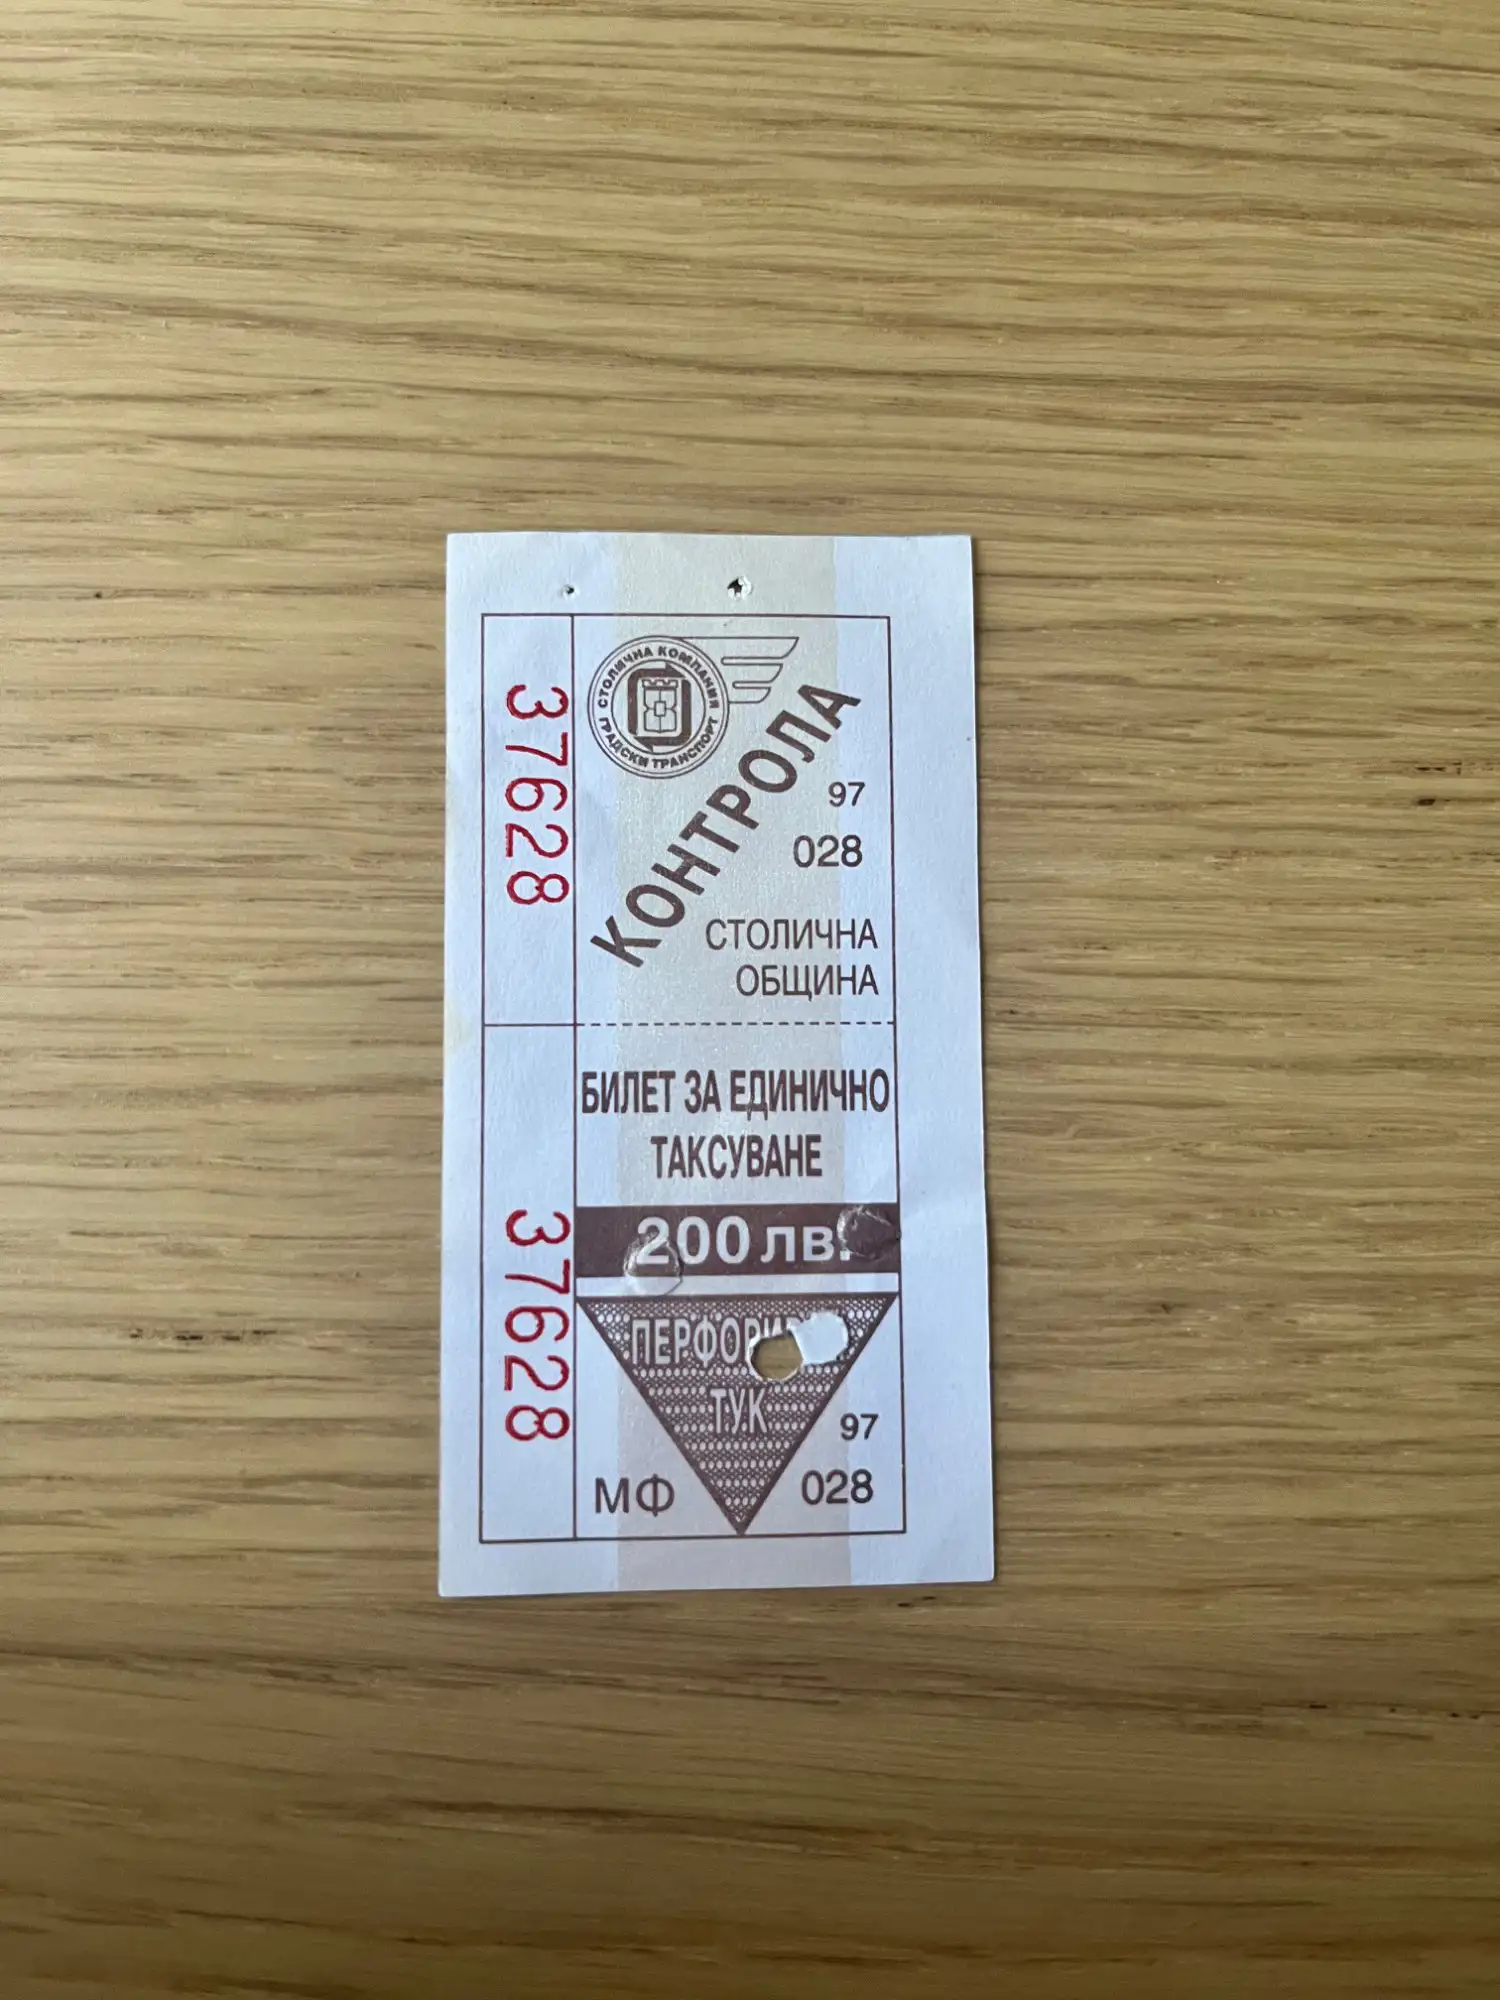 СТОЛИЧНА КОМПАНИЯ
ГРАДСКИ ТРАНСПОРТ
КОНТРОЛА
97
028
СТОЛИЧНА
ОБЩИНА
37628
БИЛЕТ ЗА ЕДИНИЧНО
ТАКСУВАНЕ
200 лв.
ТУК
97
МФ
028
37628